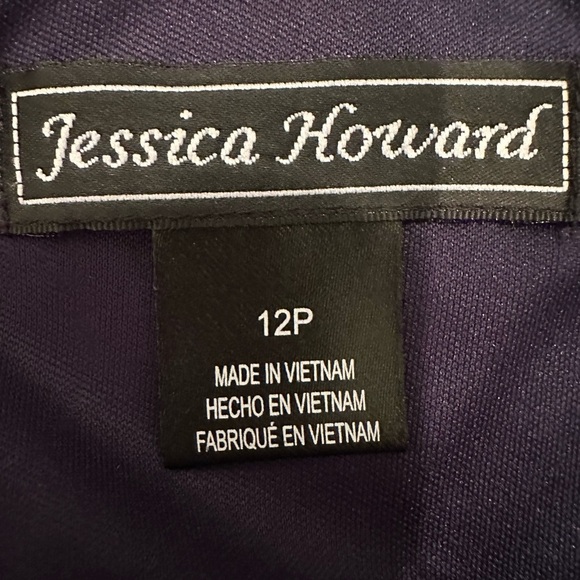 Jessica Howard
12P
MADE IN VIETNAM
HECHO EN VIETNAM
FABRIQUÉ EN VIETNAM